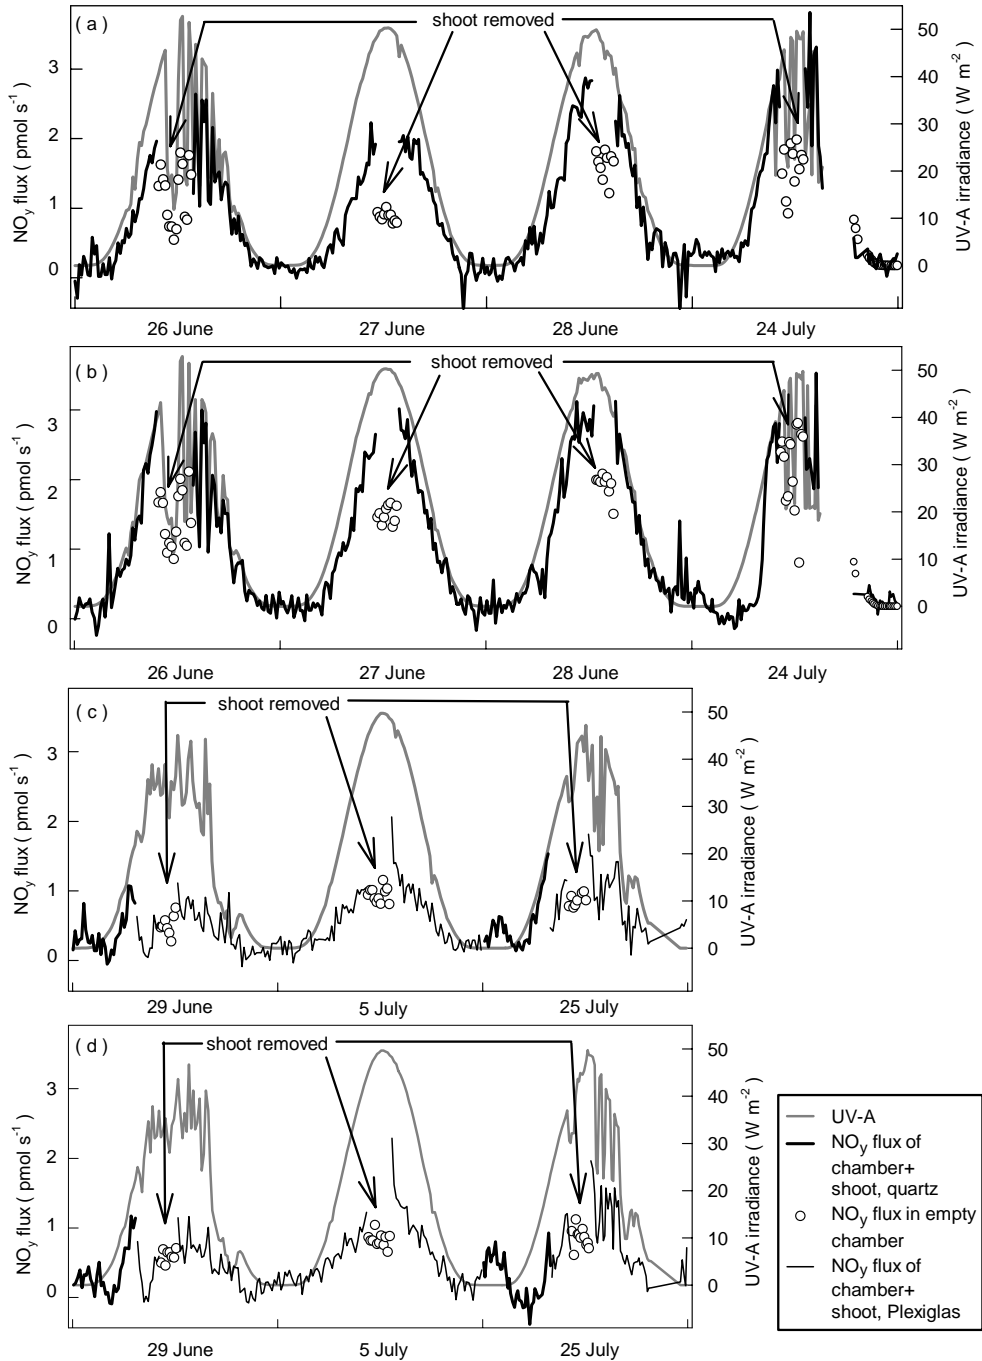 ( a )
shoot removed
NOy flux ( pmol s-1)
3
2
1
0
UV-A irradiance ( W m-2 )
50
40
30
20
10
0
26 June
27 June
28 June
24 July
( b )
shoot removed
NOy flux ( pmol s-1)
3
2
1
0
UV-A irradiance ( W m-2 )
50
40
30
20
10
0
26 June
27 June
28 June
24 July
( c )
shoot removed
NOy flux ( pmol s-1)
3
2
1
0
UV-A irradiance ( W m-2 )
50
40
30
20
10
0
29 June
5 July
25 July
( d )
shoot removed
NOy flux ( pmol s-1)
3
2
1
0
UV-A irradiance ( W m-2 )
50
40
30
20
10
0
29 June
5 July
25 July
UV-A
NOy flux of
chamber+
shoot, quartz
NOy flux in empty
chamber
NOy flux of
chamber+
shoot, Plexiglas